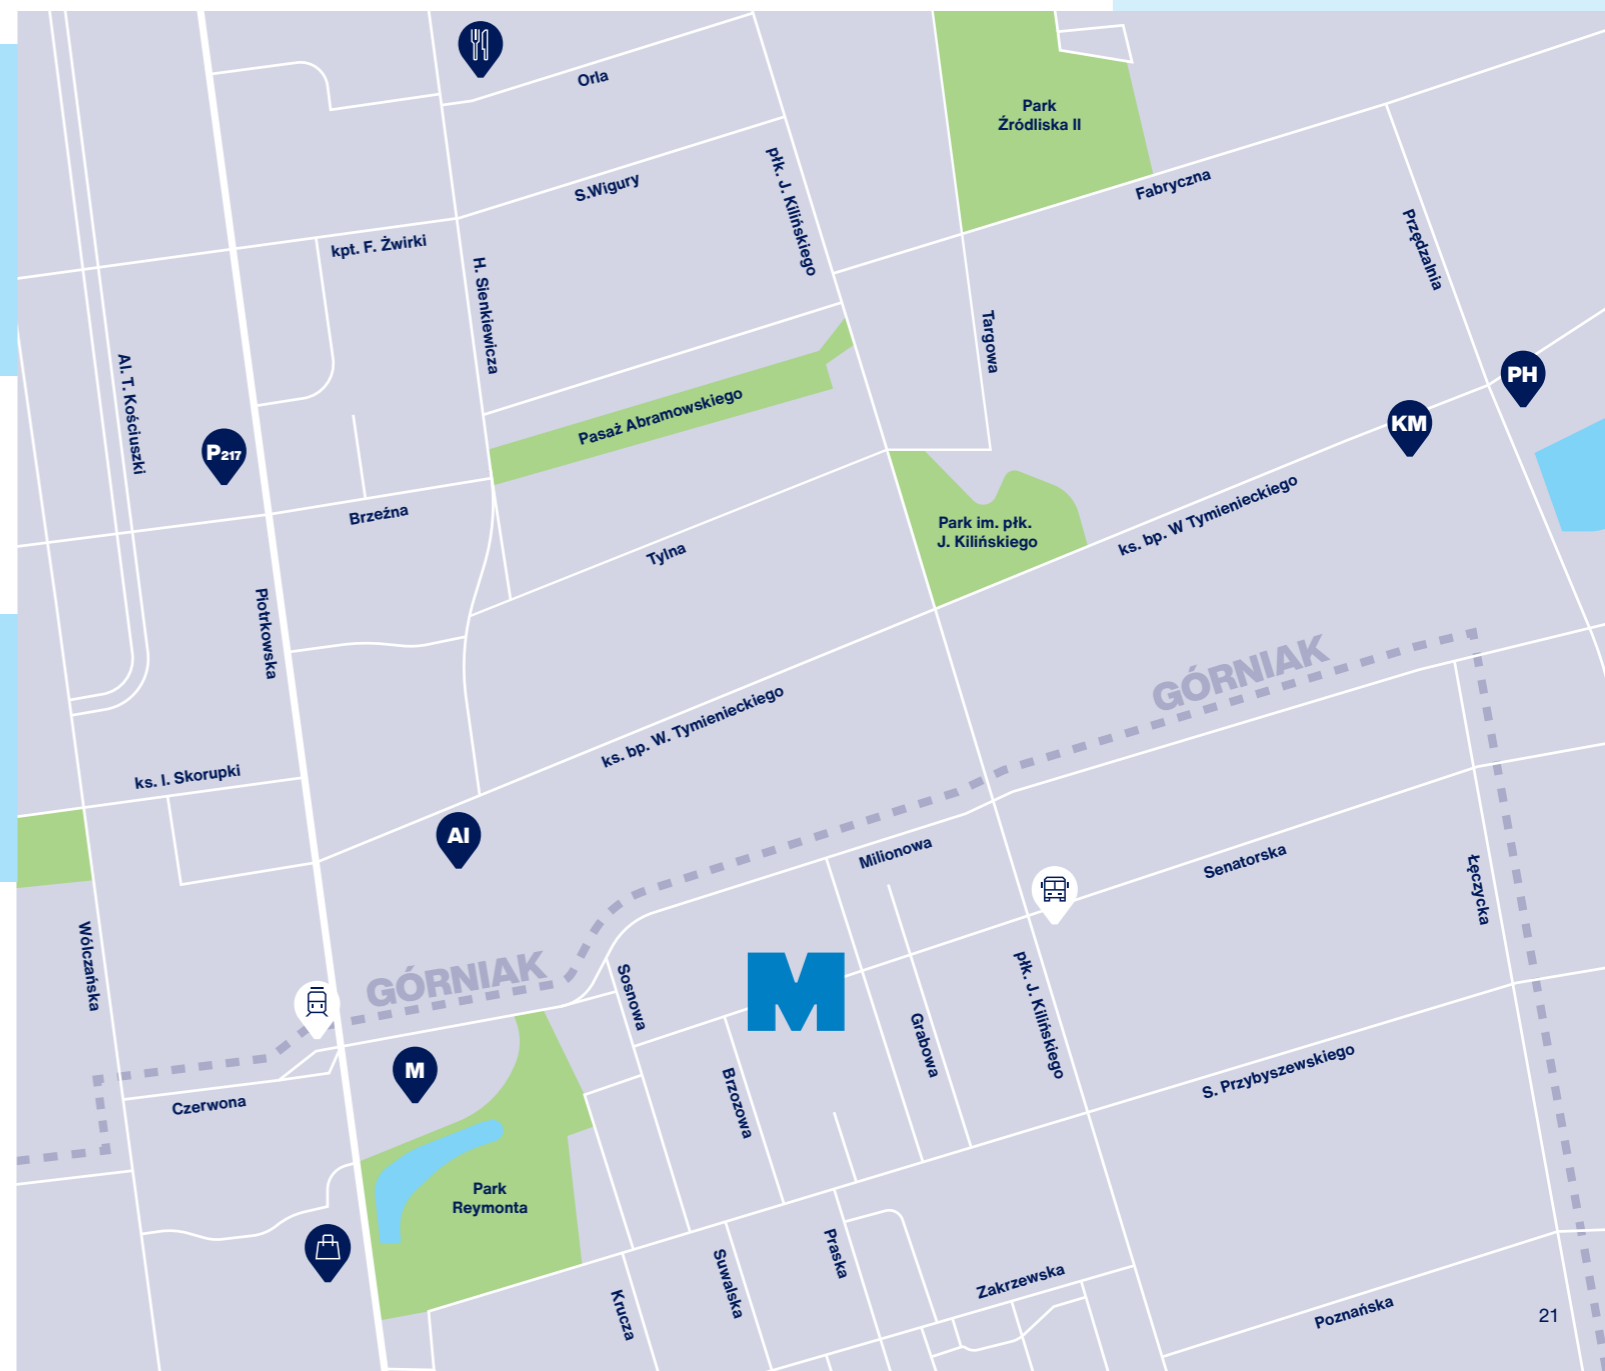 Orla
Park
Źródliska II
S.Wigury
płk. J. Kilińskiego
Fabryczna
kpt. F. Żwirki
Przędzalnia
H. Sienkiewicza
Targowa
Al. T. Kościuszki
PH
Pasaż Abramowskiego
KM
P217
Brzeźna
Tylna
Park im. płk.
J. Kilińskiego
ks. bp. W Tymienieckiego
Piotrkowska
GÓRNIAK
ks. bp. W. Tymienieckiego
ks. I. Skorupki
AI
Milionowa
Senatorska
Łęczycka
Wólczańska
GÓRNIAK
Sosnowa
M
płk. J. Kilińskiego
Grabowa
M
Brzozowa
S. Przybyszewskiego
Czerwona
Park
Reymonta
Praska
Suwalska
Zakrzewska
Krucza
Poznańska
21